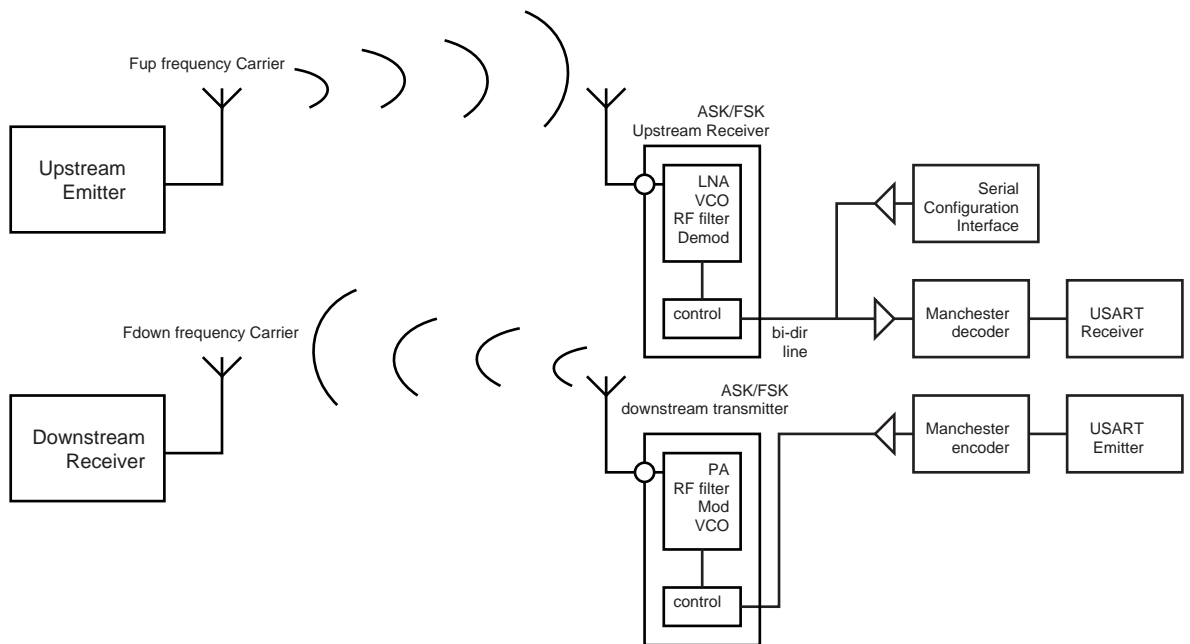 Fup frequency Carrier
Upstream
Emitter
ASK/FSK
Upstream Receiver
LNA
VCO
RF filter
Demod
control
bi-dir
line
Serial
Configuration
Interface
Manchester
decoder
USART
Receiver
Fdown frequency Carrier
Downstream
Receiver
ASK/FSK
downstream transmitter
PA
RF filter
Mod
VCO
control
Manchester
encoder
USART
Emitter